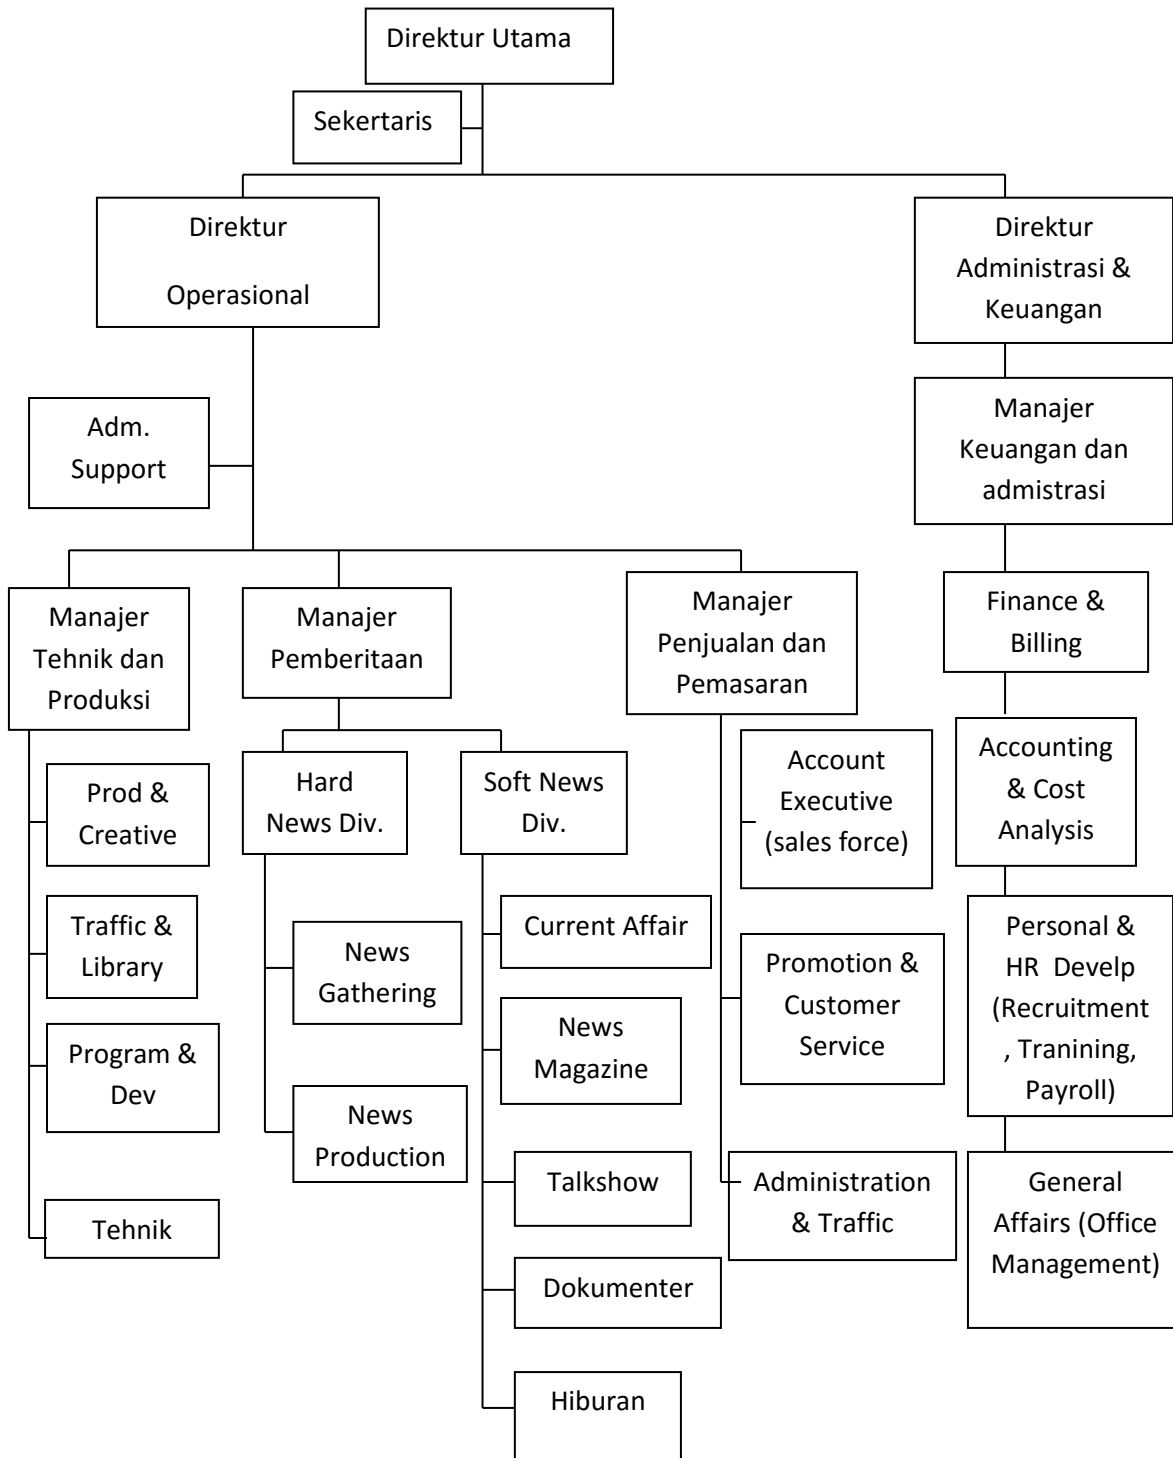 Direktur Utama
Sekertaris
Direktur
Operasional
Direktur
Administrasi &
Keuangan
Adm.
Support
Manajer
Keuangan dan
admistrasi
Manajer
Tehnik dan
Produksi
Manajer
Pemberitaan
Manajer
Penjualan dan
Pemasaran
Finance &
Billing
Prod &
Creative
Traffic &
Library
Program &
Dev
Tehnik
Hard
News Div.
News
Gathering
News
Production
Soft News
Div.
Current Affair
News
Magazine
Talkshow
Dokumenter
Hiburan
Account
Executive
(sales force)
Promotion &
Customer
Service
Administration
& Traffic
Accounting
& Cost
Analysis
Personal &
HR Develp
(Recruitment
, Tranining,
Payroll)
General
Affairs (Office
Management)